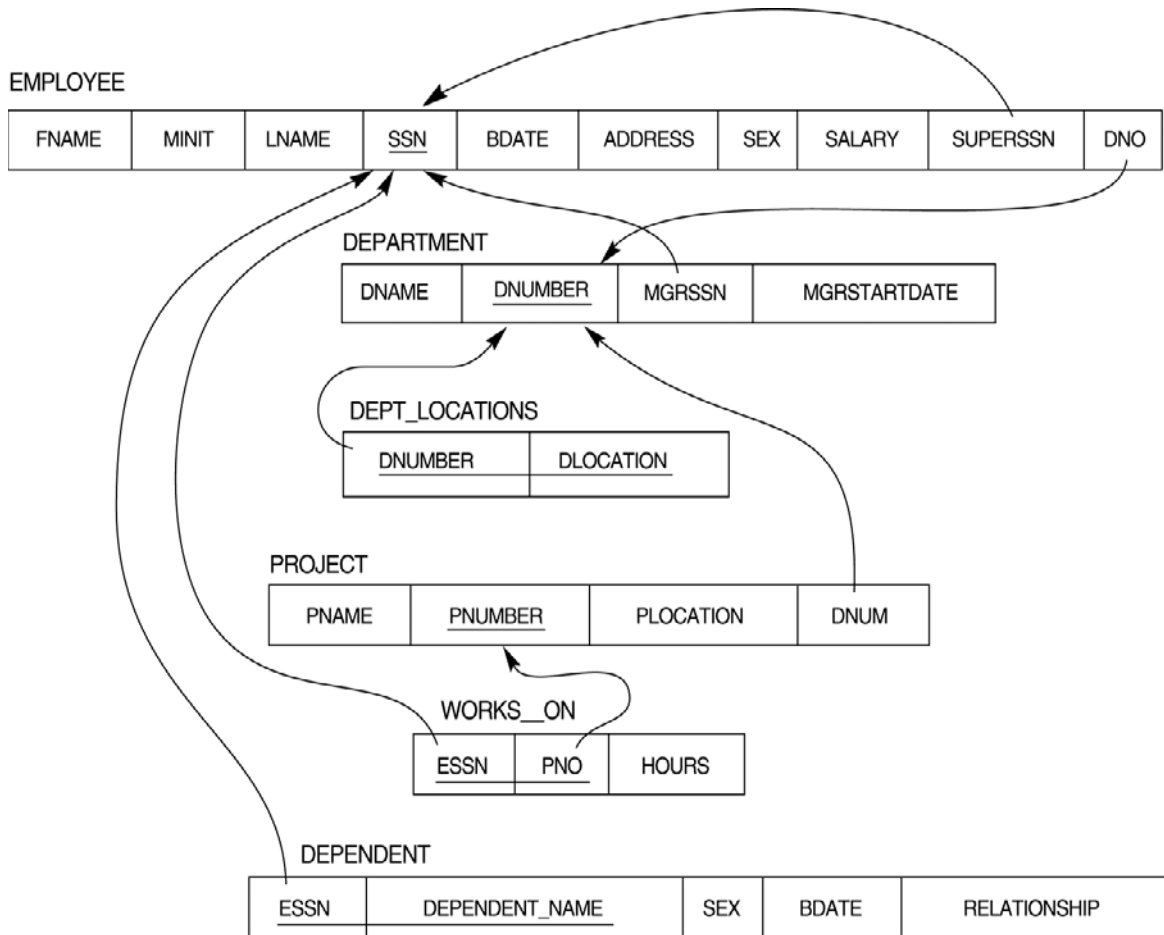 EMPLOYEE
FNAME MINIT LNAME SSN BDATE ADDRESS SEX SALARY SUPERSSN DNO
DEPARTMENT
DNAME DNUMBER MGRSSN MGRSTARTDATE
DEPT_LOCATIONS
DNUMBER DLOCATION
PROJECT
PNAME PNUMBER PLOCATION DNUM
WORKS__ON
ESSN PNO HOURS
DEPENDENT
ESSN DEPENDENT_NAME SEX BDATE RELATIONSHIP